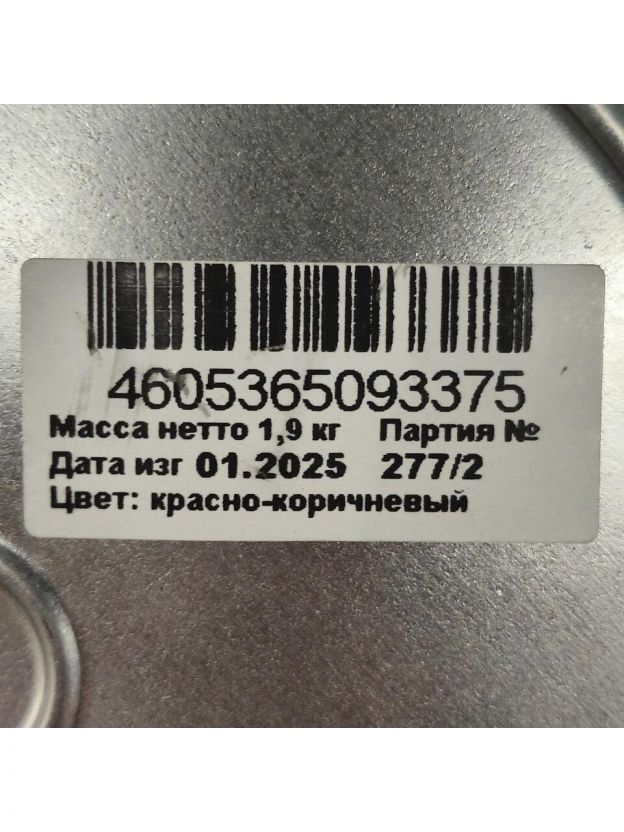 4605365093375
Масса нетто 1,9 кг Партия №
Дата изг 01.2025 277/2
Цвет: красно-коричневый